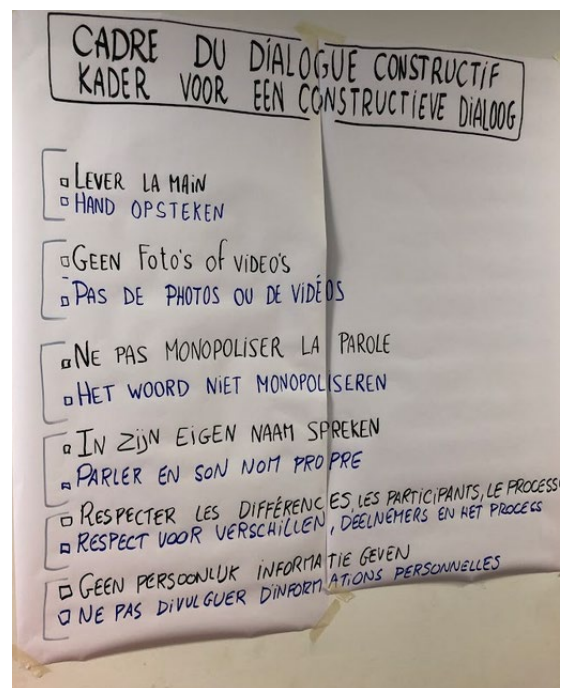 CADRE DU DIALOGUE CONSTRUCTIF
KADER VOOR EEN CONSTRUCTIEVE DIALOOG
LEVER LA MAIN
HAND OPSTEKEN
GEEN FOTO'S OF VIDEO'S
PAS DE PHOTOS OU DE VIDÉOS
NE PAS MONOPOLISER LA PAROLE
HET WOORD NIET MONOPOLISEREN
IN ZIJN EIGEN NAAM SPREKEN
PARLER EN SON NOM PROPRE
RESPECTER LES DIFFÉRENCES, LES PARTICIPANTS, LE PROCESS
RESPECT VOOR VERSCHILLEN, DEELNEMERS EN HET PROCESS
GEEN PERSOONLIJK INFORMATIE GEVEN
NE PAS DIVULGUER D'INFORMATIONS PERSONNELLES